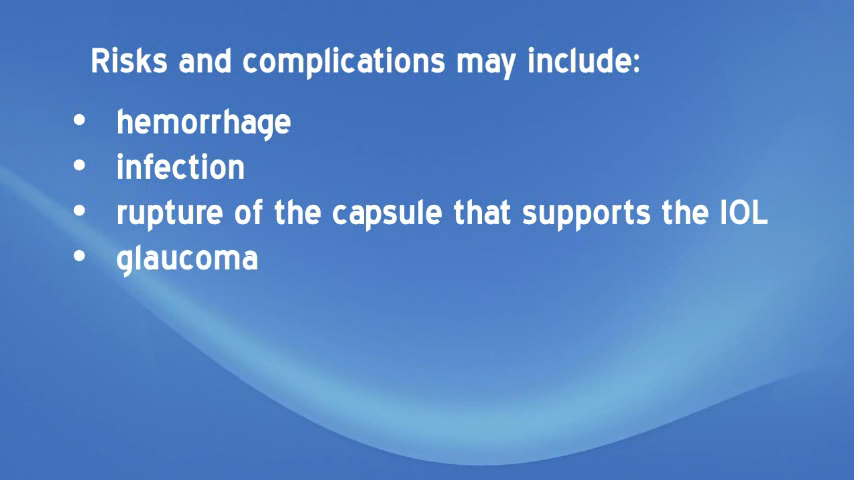 Risks and complications may include:
• hemorrhage
• infection
• rupture of the capsule that supports the IOL
• glaucoma